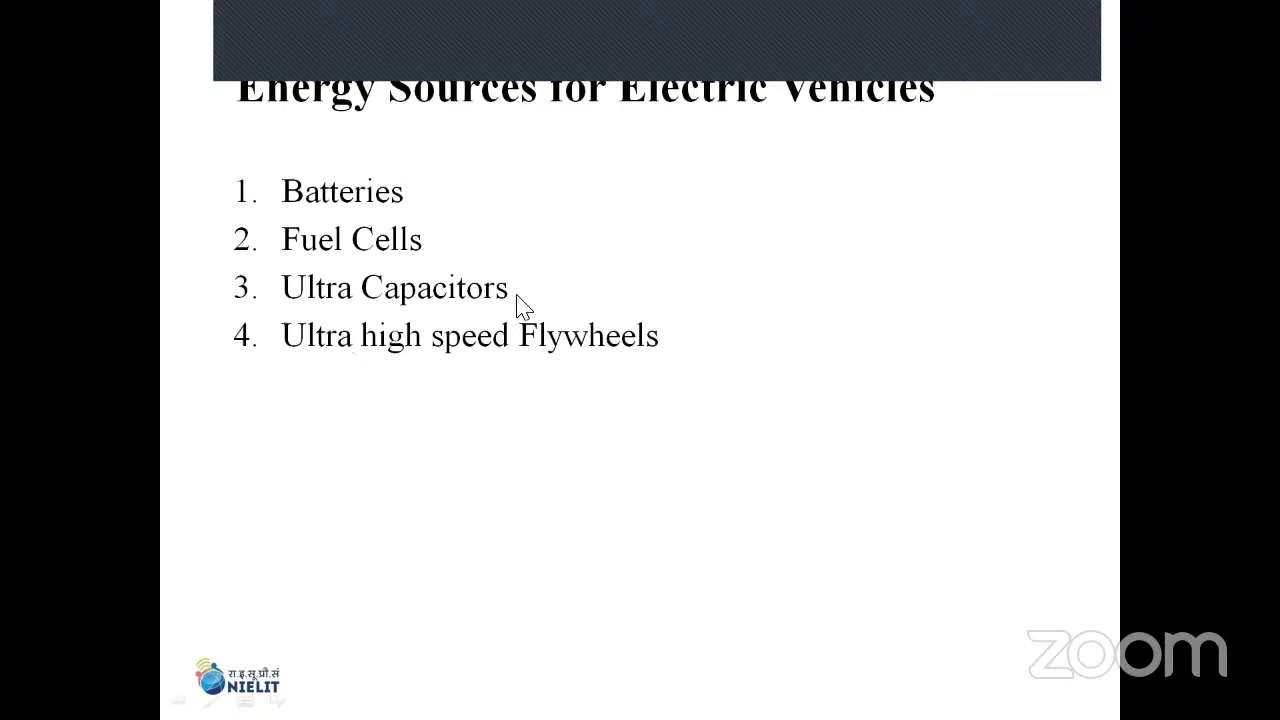 Energy Sources for Electric Vehicles
1. Batteries
2. Fuel Cells
3. Ultra Capacitors
4. Ultra high speed Flywheels
रा.इ.सू.प्रौ.सं
NIELIT
zoom